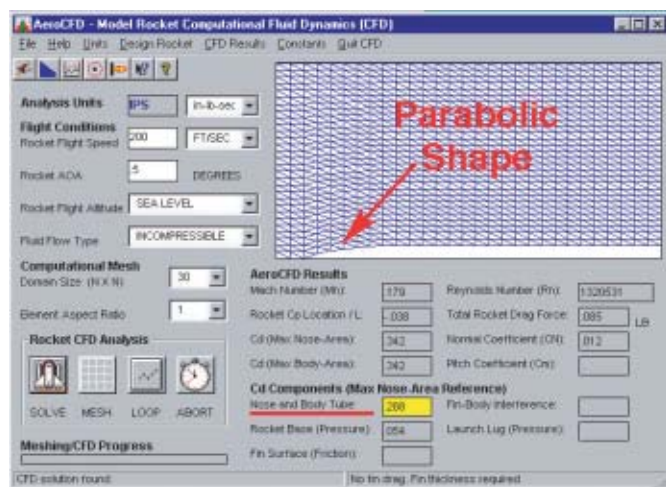 AeroCFD - Model Rocket Computational Fluid Dynamics (CFD)
File Help Units Design Rocket CFD Results Constants Quit CFD
Analysis Units IPS in-lb-sec
Flight Conditions
Rocket Flight Speed 200 FT/SEC
Rocket AOA .5 DEGREES
Rocket Flight Altitude SEA LEVEL
Fluid Flow Type INCOMPRESSIBLE
Computational Mesh
Domain Size (N X N) 30
Element Aspect Ratio 1
Rocket CFD Analysis
SOLVE MESH LOOP ABORT
Meshing/CFD Progress
Parabolic
Shape
AeroCFD Results
Mach Number (Mn): .179 Reynolds Number (Rn): 1320531
Rocket Cp Location / L: -.038 Total Rocket Drag Force: .085 LB
Cd (Max Nose-Area): .342 Normal Coefficient (CN): .012
Cd (Max Body-Area): .342 Pitch Coefficient (Cm):
Cd Components (Max Nose-Area Reference)
Nose and Body Tube: .288 Fin-Body Interference:
Rocket Base (Pressure): .054 Launch Lug (Pressure):
Fin Surface (Friction):
CFD solution found. No fin drag. Fin thickness required